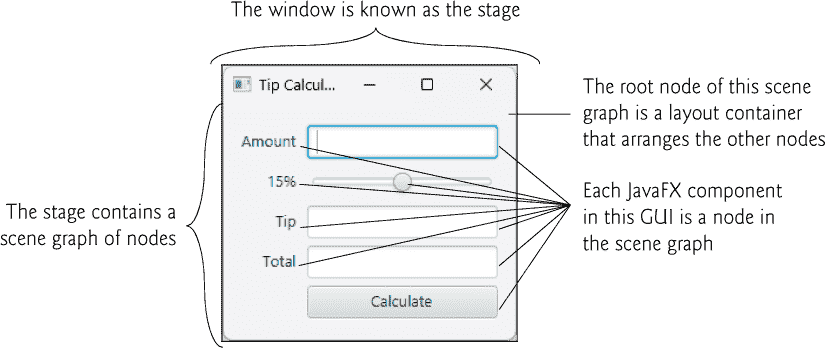 The window is known as the stage
Tip Calcul...
Amount
15%
Tip
Total
Calculate
The stage contains a
scene graph of nodes
The root node of this scene
graph is a layout container
that arranges the other nodes
Each JavaFX component
in this GUI is a node in
the scene graph